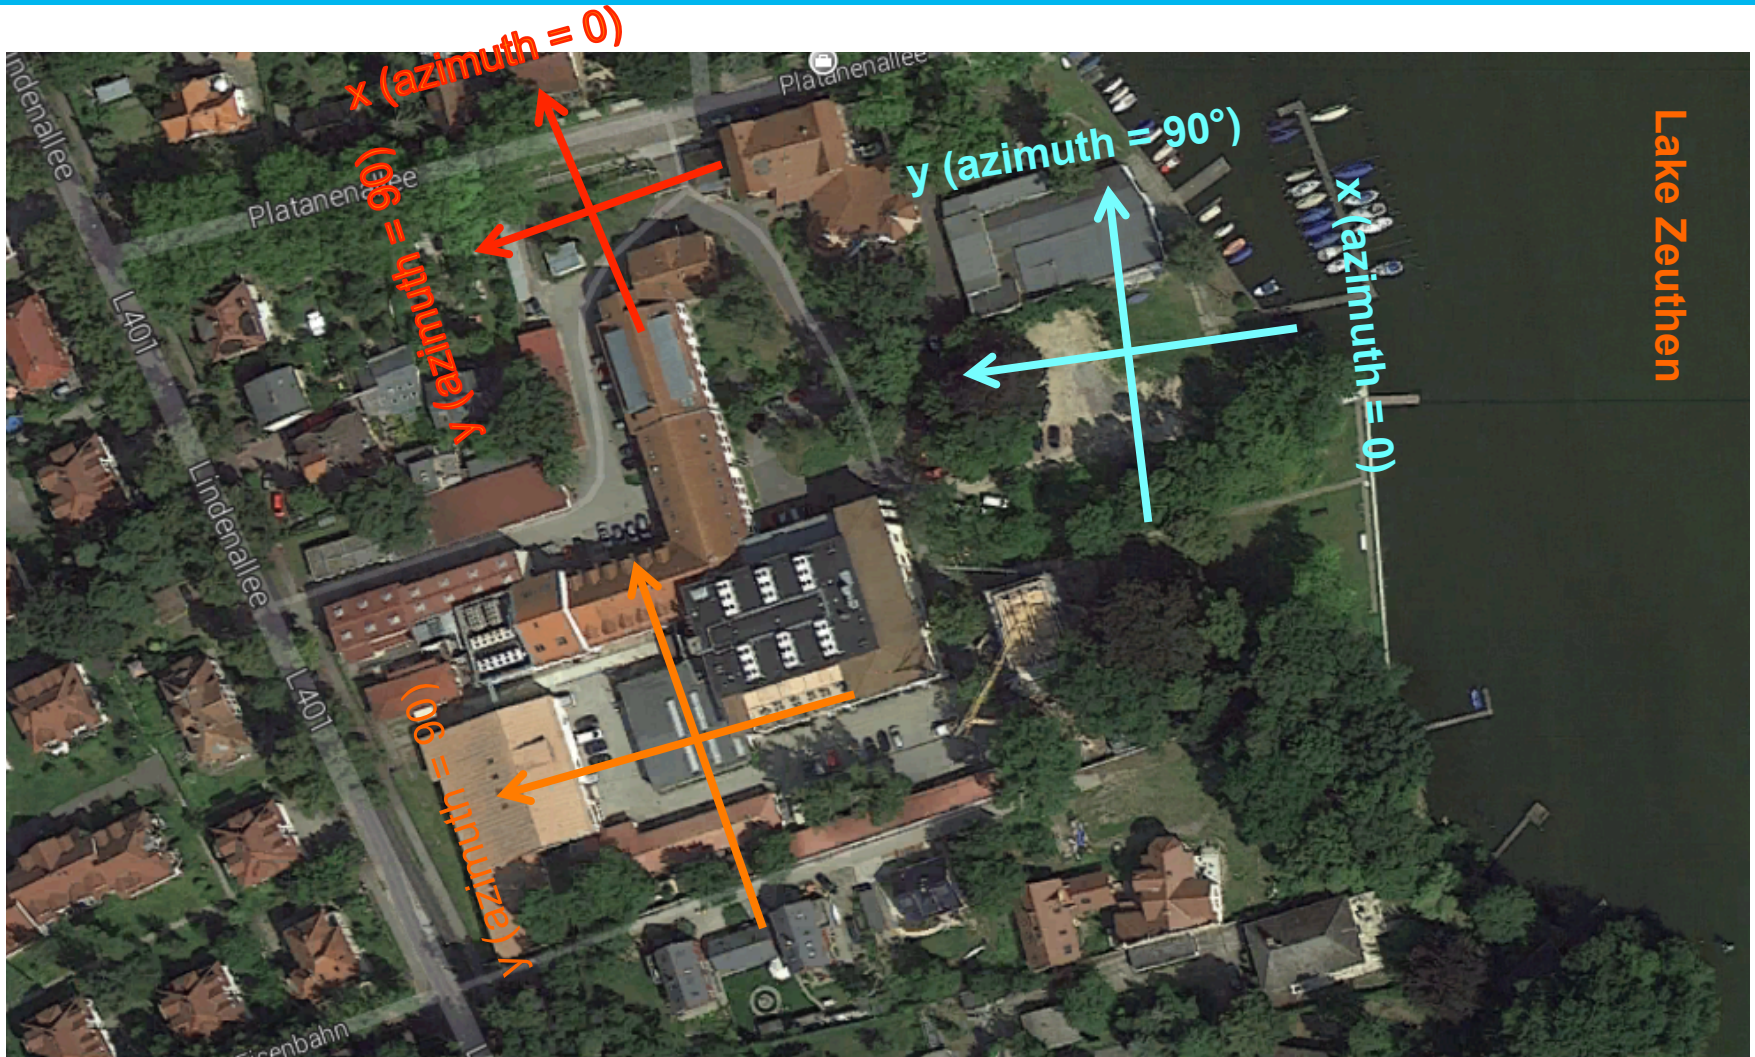 x (azimuth = 0)
Platanenallee
Lindenallee
y (azimuth = 90°)
Lake Zeuthen
Platanenallee
y (azimuth = 90)
x (azimuth = 0)
L401
Lindenallee
L401
y (azimuth = 90)
Eisenbahn